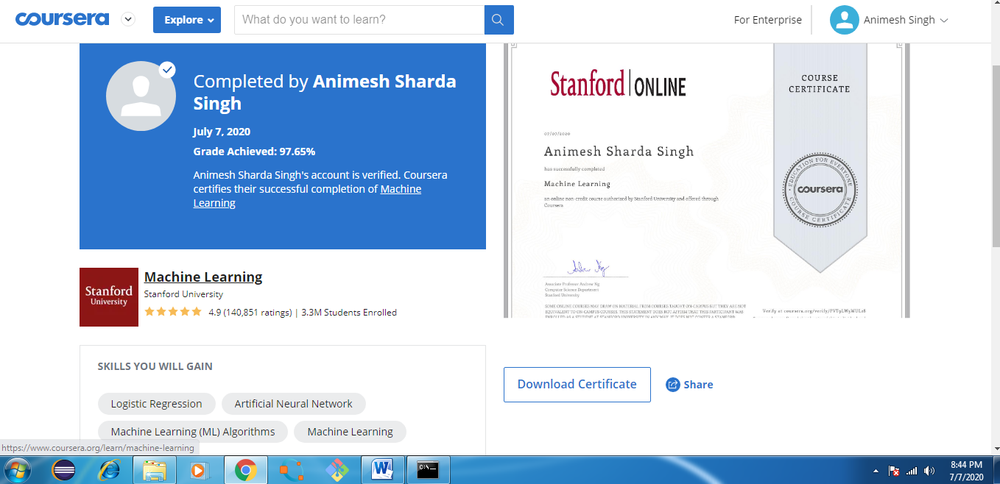 coursera
Explore
What do you want to learn?
For Enterprise
Animesh Singh
Completed by Animesh Sharda
Singh
July 7, 2020
Grade Achieved: 97.65%
Animesh Sharda Singh's account is verified. Coursera
certifies their successful completion of Machine
Learning
Stanford ONLINE
COURSE
CERTIFICATE
07/07/2020
Animesh Sharda Singh
has successfully completed
Machine Learning
an online non-credit course authorized by Stanford University and offered through
Coursera
EDUCATION FOR EVERYONE
coursera
COURSE CERTIFICATE
Associate Professor Andrew Ng
Computer Science Department
Stanford University
SOME ONLINE COURSES MAY DRAW ON MATERIAL FROM COURSES TAUGHT ON-CAMPUS BUT THEY ARE NOT
EQUIVALENT TO ON-CAMPUS COURSES. THIS STATEMENT DOES NOT AFFIRM THAT THIS PARTICIPANT WAS
ENROLLED AS A STUDENT AT STANFORD UNIVERSITY IN ANY WAY. IT DOES NOT CONFER A STANFORD
Verify at coursera.org/verify/
Stanford
University
Machine Learning
Stanford University
4.9 (140,851 ratings) | 3.3M Students Enrolled
SKILLS YOU WILL GAIN
Logistic Regression
Artificial Neural Network
Machine Learning (ML) Algorithms
Machine Learning
Download Certificate
Share
https://www.coursera.org/learn/machine-learning
8:44 PM
7/7/2020